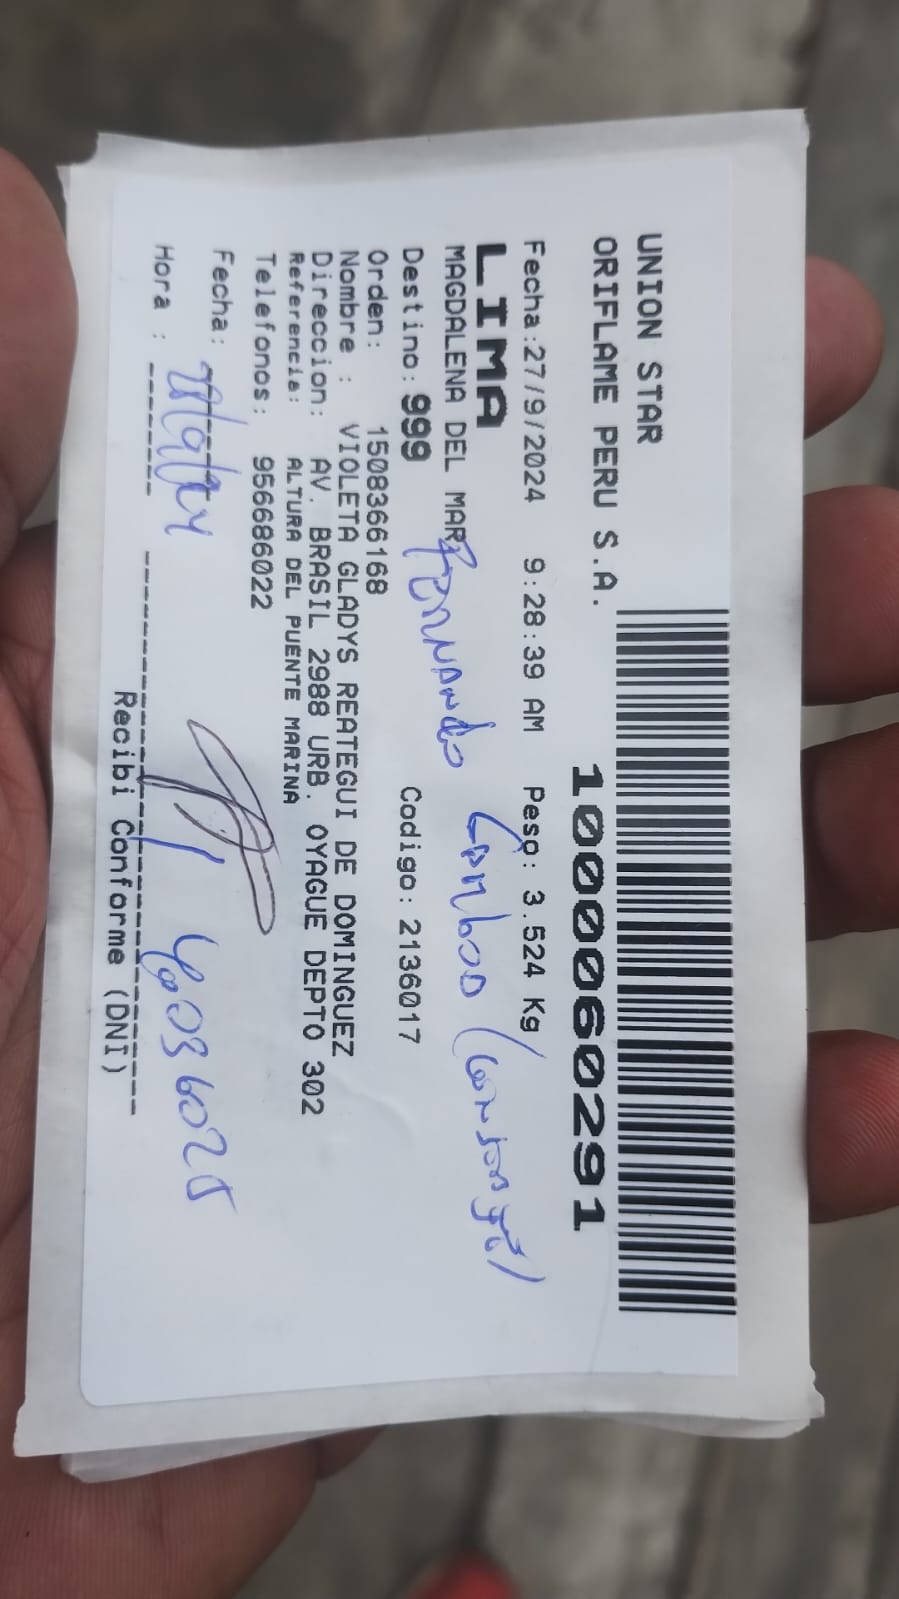 UNION STAR
ORIFLAME PERU S.A.
10000060291
Fecha:27/9/2024 9:28:39 AM Peso: 3.524 Kg
LIMA
MAGDALENA DEL MAR
Fernando
Destino: 999 Codigo: 2136017
Orden: 1508366168
Nombre : VIOLETA GLADYS REATEGUI DE DOMINGUEZ
Direccion: AV. BRASIL 2988 URB. OYAGUE DEPTO 302
Referencia: ALTURA DEL PUENTE MARINA
Telefonos: 956686022
Fecha:
Hora :
Recibi Conforme (DNI)